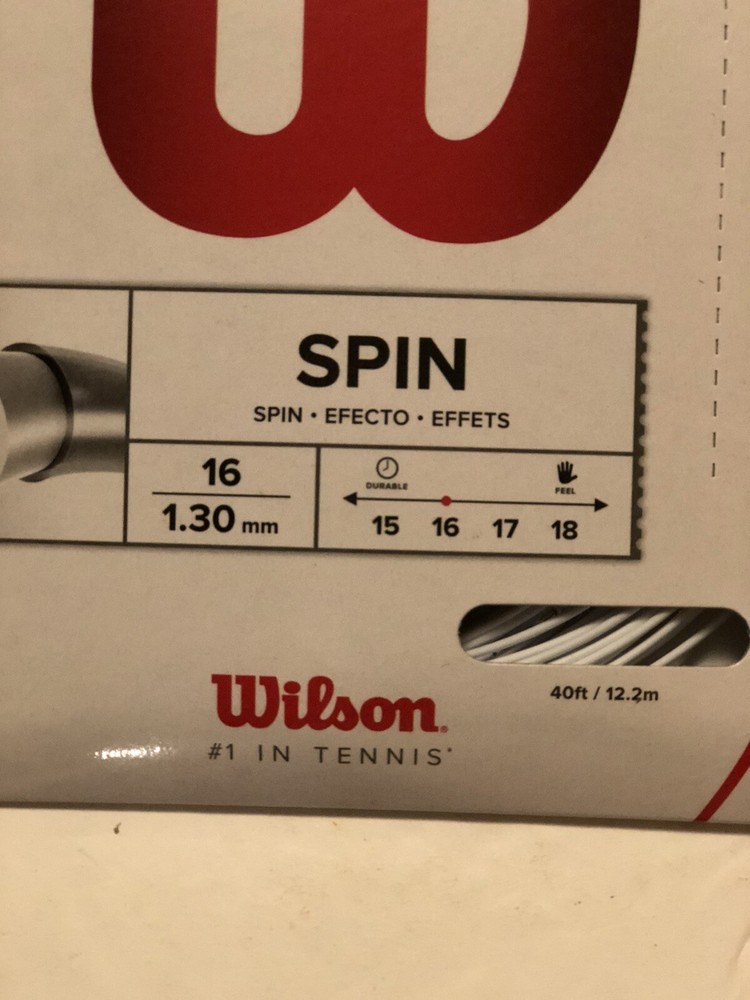 W
SPIN
SPIN • EFECTO • EFFETS
16
1.30 mm
DURABLE
FEEL
15 16 17 18
40ft / 12.2m
Wilson®
#1 IN TENNIS*